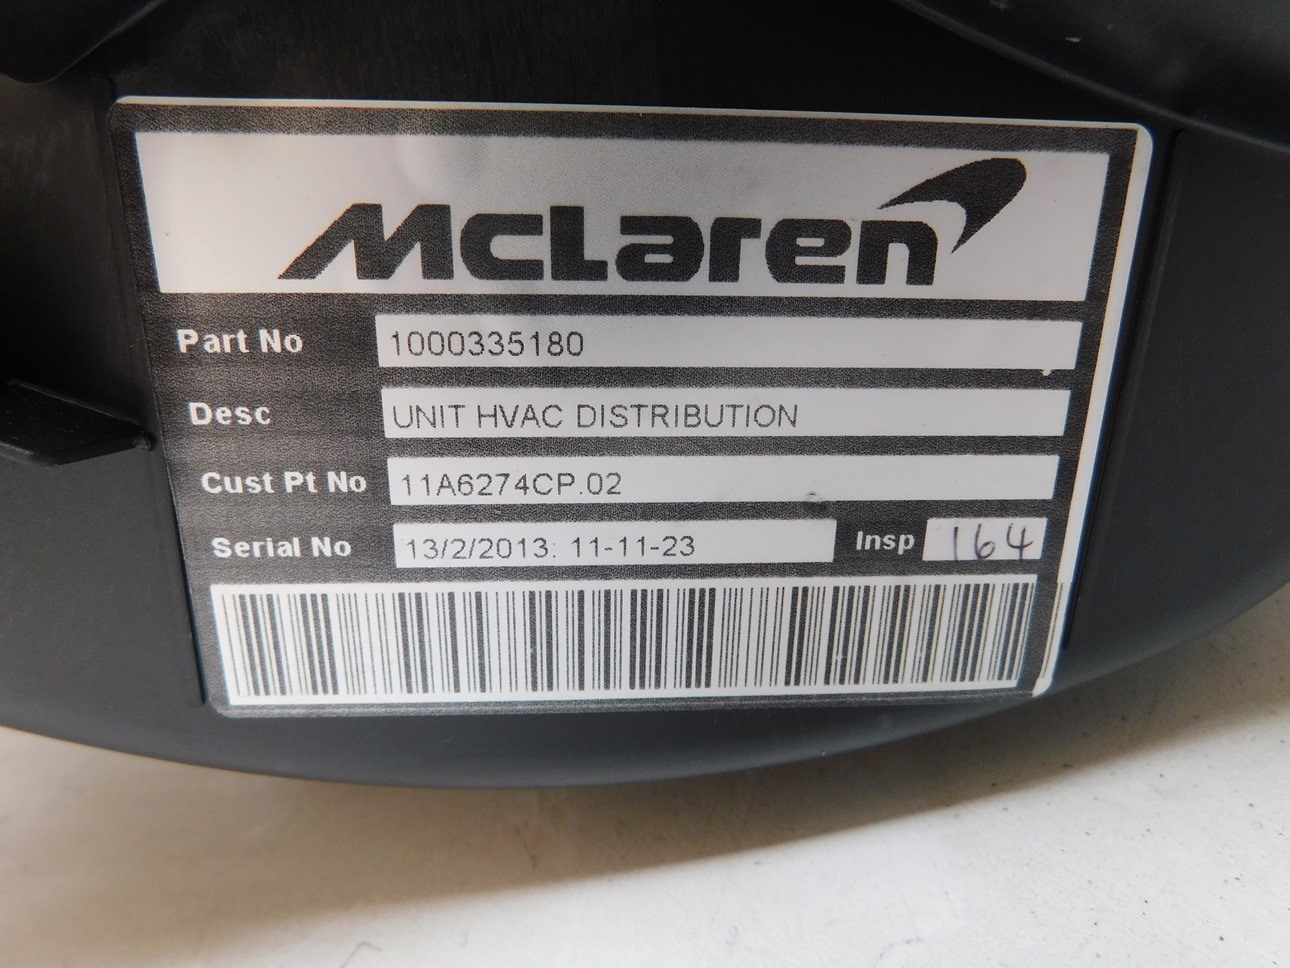 McLaren
Part No 1000335180
Desc UNIT HVAC DISTRIBUTION
Cust Pt No 11A6274CP.02
Serial No 13/2/2013: 11-11-23 Insp 164